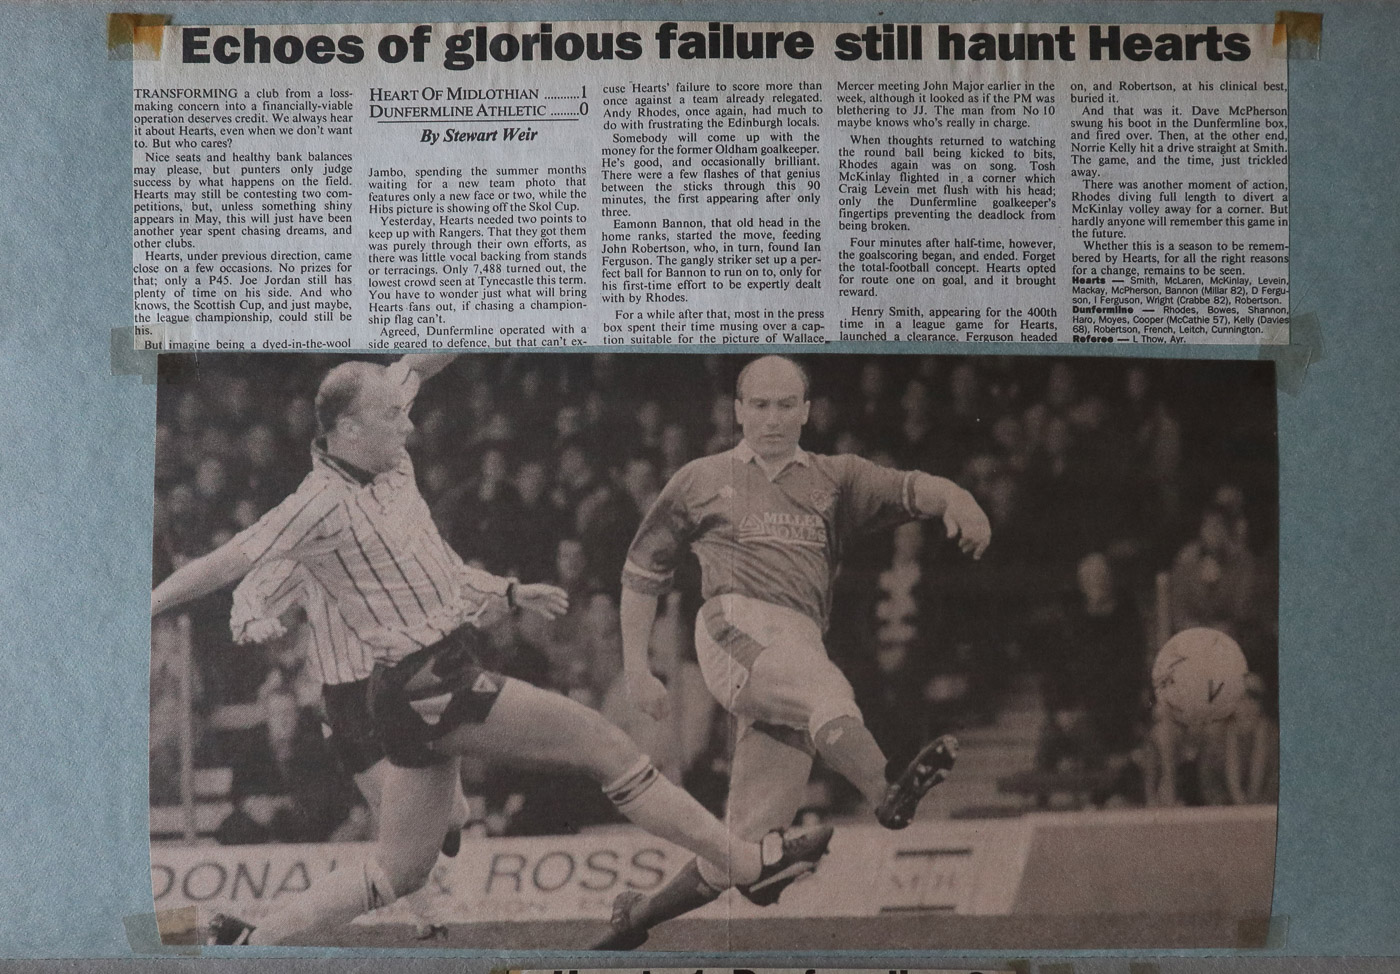 Echoes of glorious failure still haunt Hearts
TRANSFORMING a club from a loss-
making concern into a financially-viable
operation deserves credit. We always hear
it about Hearts, even when we don't want
to. But who cares?
Nice seats and healthy bank balances
may please, but punters only judge
success by what happens on the field.
Hearts may still be contesting two com-
petitions, but, unless something shiny
appears in May, this will just have been
another year spent chasing dreams, and
other clubs.
Hearts, under previous direction, came
close on a few occasions. No prizes for
that; only a P45. Joe Jordan still has
plenty of time on his side. And who
knows, the Scottish Cup, and just maybe,
the league championship, could still be
his.
But imagine being a dyed-in-the-wool
HEART OF MIDLOTHIAN ..........1
DUNFERMLINE ATHLETIC .........0
By Stewart Weir
Jambo, spending the summer months
waiting for a new team photo that
features only a new face or two, while the
Hibs picture is showing off the Skol Cup.
Yesterday, Hearts needed two points to
keep up with Rangers. That they got them
was purely through their own efforts, as
there was little vocal backing from stands
or terracings. Only 7,488 turned out, the
lowest crowd seen at Tynecastle this term.
You have to wonder just what will bring
Hearts fans out, if chasing a champion-
ship flag can't.
Agreed, Dunfermline operated with a
side geared to defence, but that can't ex-
cuse Hearts' failure to score more than
once against a team already relegated.
Andy Rhodes, once again, had much to
do with frustrating the Edinburgh locals.
Somebody will come up with the
money for the former Oldham goalkeeper.
He's good, and occasionally brilliant.
There were a few flashes of that genius
between the sticks through this 90
minutes, the first appearing after only
three.
Eamonn Bannon, that old head in the
home ranks, started the move, feeding
John Robertson, who, in turn, found Ian
Ferguson. The gangly striker set up a per-
fect ball for Bannon to run on to, only for
his first-time effort to be expertly dealt
with by Rhodes.
For a while after that, most in the press
box spent their time musing over a cap-
tion suitable for the picture of Wallace
Mercer meeting John Major earlier in the
week, although it looked as if the PM was
blethering to JJ. The man from No 10
maybe knows who's really in charge.
When thoughts returned to watching
the round ball being kicked to bits,
Rhodes again was on song. Tosh
McKinlay flighted in a corner which
Craig Levein met flush with his head;
only the Dunfermline goalkeeper's
fingertips preventing the deadlock from
being broken.
Four minutes after half-time, however,
the goalscoring began, and ended. Forget
the total-football concept. Hearts opted
for route one on goal, and it brought
reward.
Henry Smith, appearing for the 400th
time in a league game for Hearts,
launched a clearance. Ferguson headed
on, and Robertson, at his clinical best,
buried it.
And that was it. Dave McPherson
swung his boot in the Dunfermline box,
and fired over. Then, at the other end,
Norrie Kelly hit a drive straight at Smith.
The game, and the time, just trickled
away.
There was another moment of action,
Rhodes diving full length to divert a
McKinlay volley away for a corner. But
hardly anyone will remember this game in
the future.
Whether this is a season to be remem-
bered by Hearts, for all the right reasons
for a change, remains to be seen.
Hearts — Smith, McLaren, McKinlay, Levein,
Mackay, McPherson, Bannon (Millar 82), D Fergu-
son, I Ferguson, Wright (Crabbe 82), Robertson.
Dunfermline — Rhodes, Bowes, Shannon,
Haro, Moyes, Cooper (McCathie 57), Kelly (Davies
68), Robertson, French, Leitch, Cunnington.
Referee — L Thow, Ayr.
MILLER
HOMES
DONA & ROSS